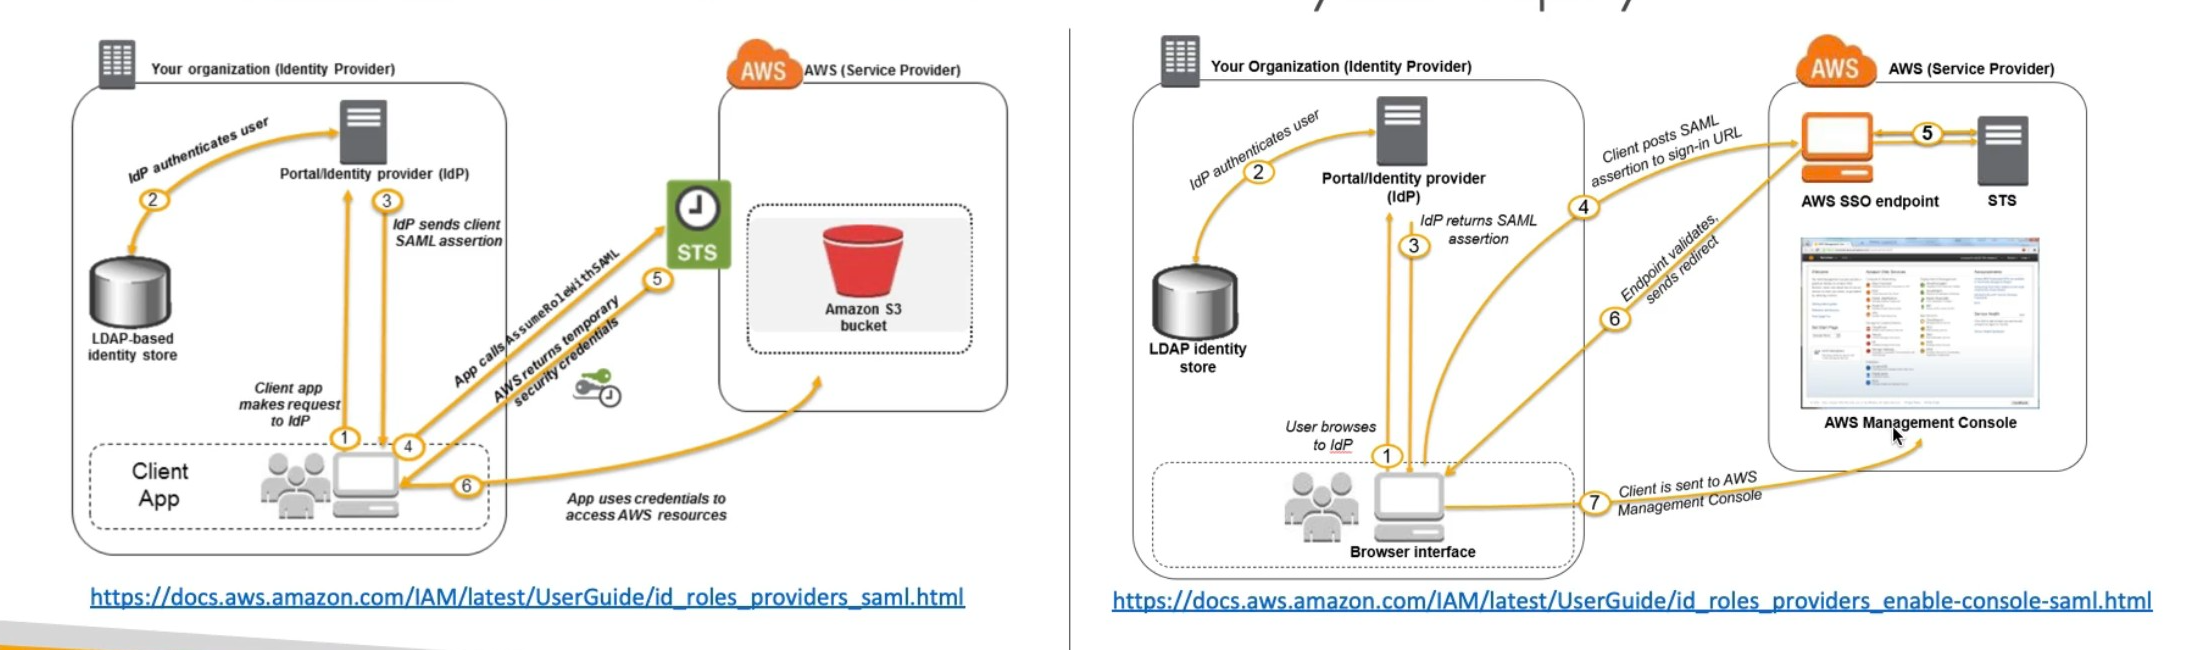 Your organization (Identity Provider)
AWS
AWS (Service Provider)
IdP authenticates user
2
Portal/Identity provider (IdP)
3
IdP sends client
SAML assertion
LDAP-based
identity store
STS
App calls AssumeRoleWithSAML
5
AWS returns temporary
security credentials
Amazon S3
bucket
Client app
makes request
to IdP
1
4
Client
App
6
App uses credentials to
access AWS resources
https://docs.aws.amazon.com/IAM/latest/UserGuide/id_roles_providers_saml.html
Your Organization (Identity Provider)
AWS
AWS (Service Provider)
IdP authenticates user
2
Portal/Identity provider
(IdP)
3
IdP returns SAML
assertion
Client posts SAML
assertion to sign-in URL
4
5
AWS SSO endpoint
STS
LDAP identity
store
Endpoint validates,
sends redirect
6
AWS Management Console
User browses
to IdP
1
7
Client is sent to AWS
Management Console
Browser interface
https://docs.aws.amazon.com/IAM/latest/UserGuide/id_roles_providers_enable-console-saml.html